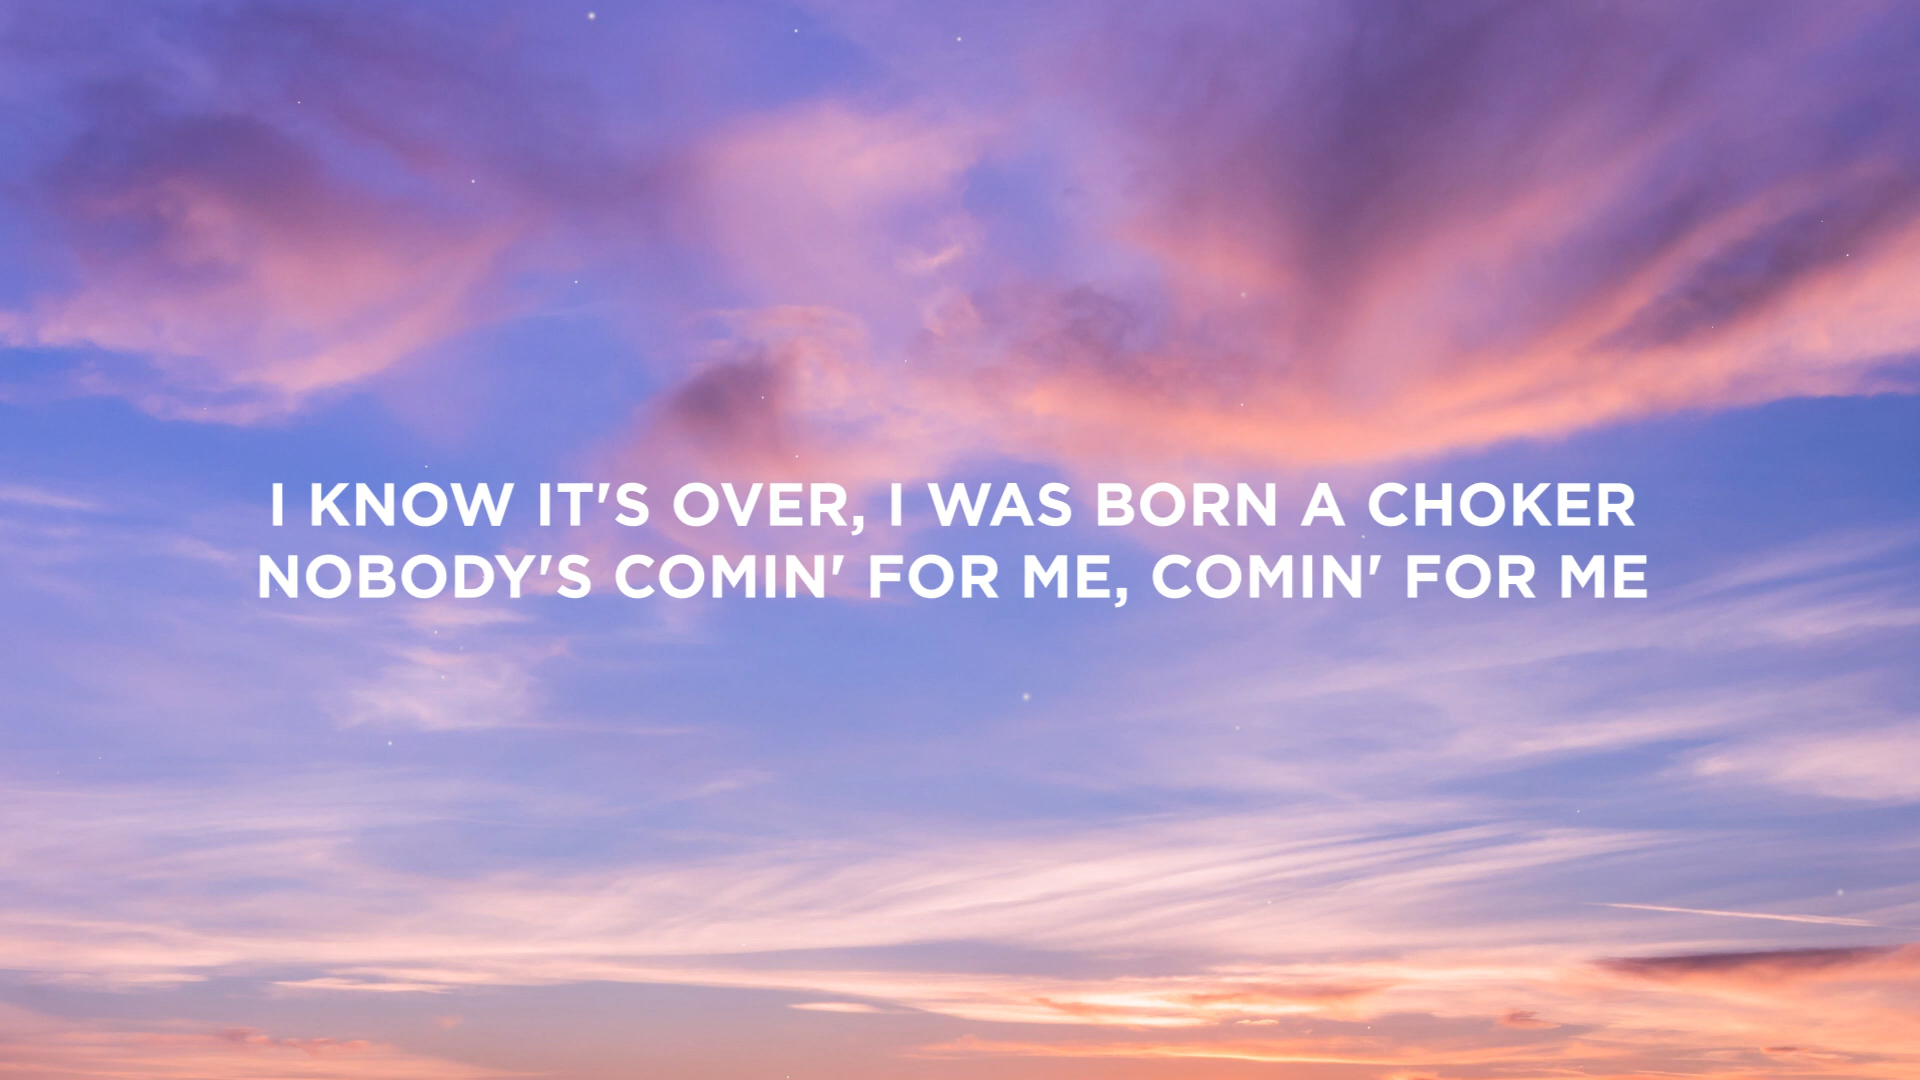 I KNOW IT'S OVER, I WAS BORN A CHOKER
NOBODY'S COMIN' FOR ME, COMIN' FOR ME